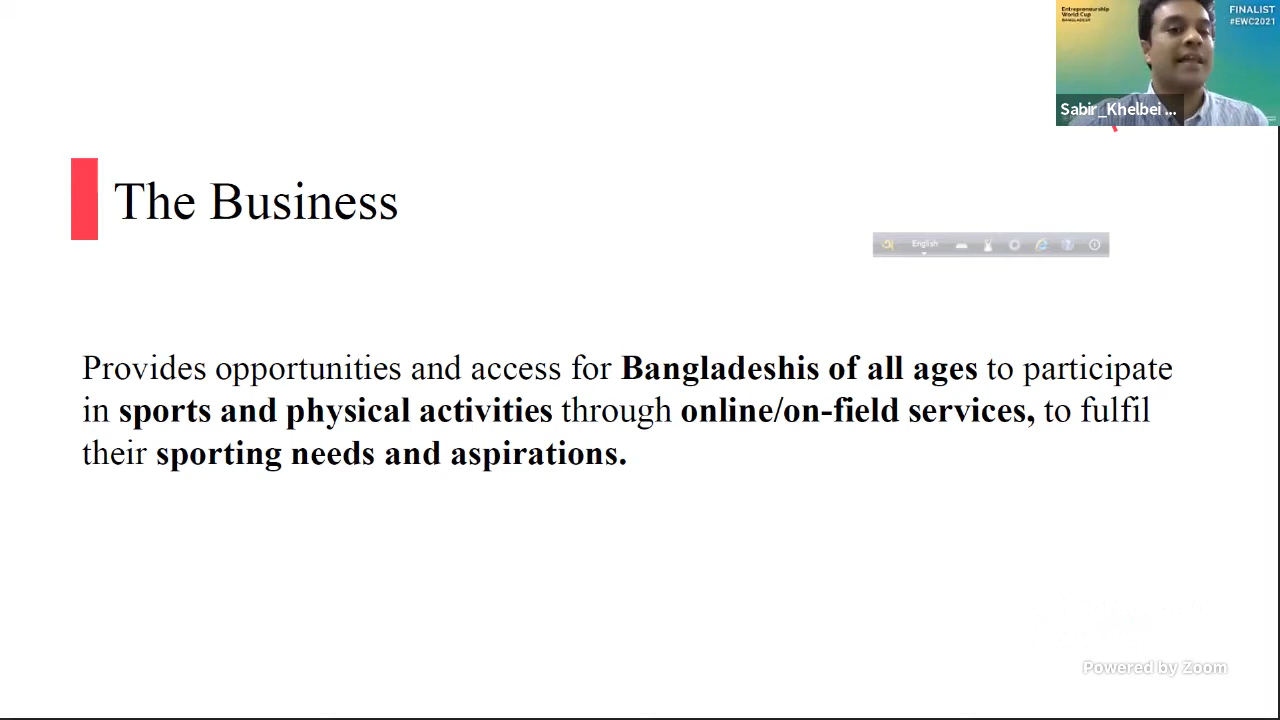 Entrepreneurship
World Cup
BANGLADESH
FINALIST
#EWC2021
Sabir_Khelbei ...
The Business
অ English
Provides opportunities and access for Bangladeshis of all ages to participate
in sports and physical activities through online/on-field services, to fulfil
their sporting needs and aspirations.
Powered by Zoom